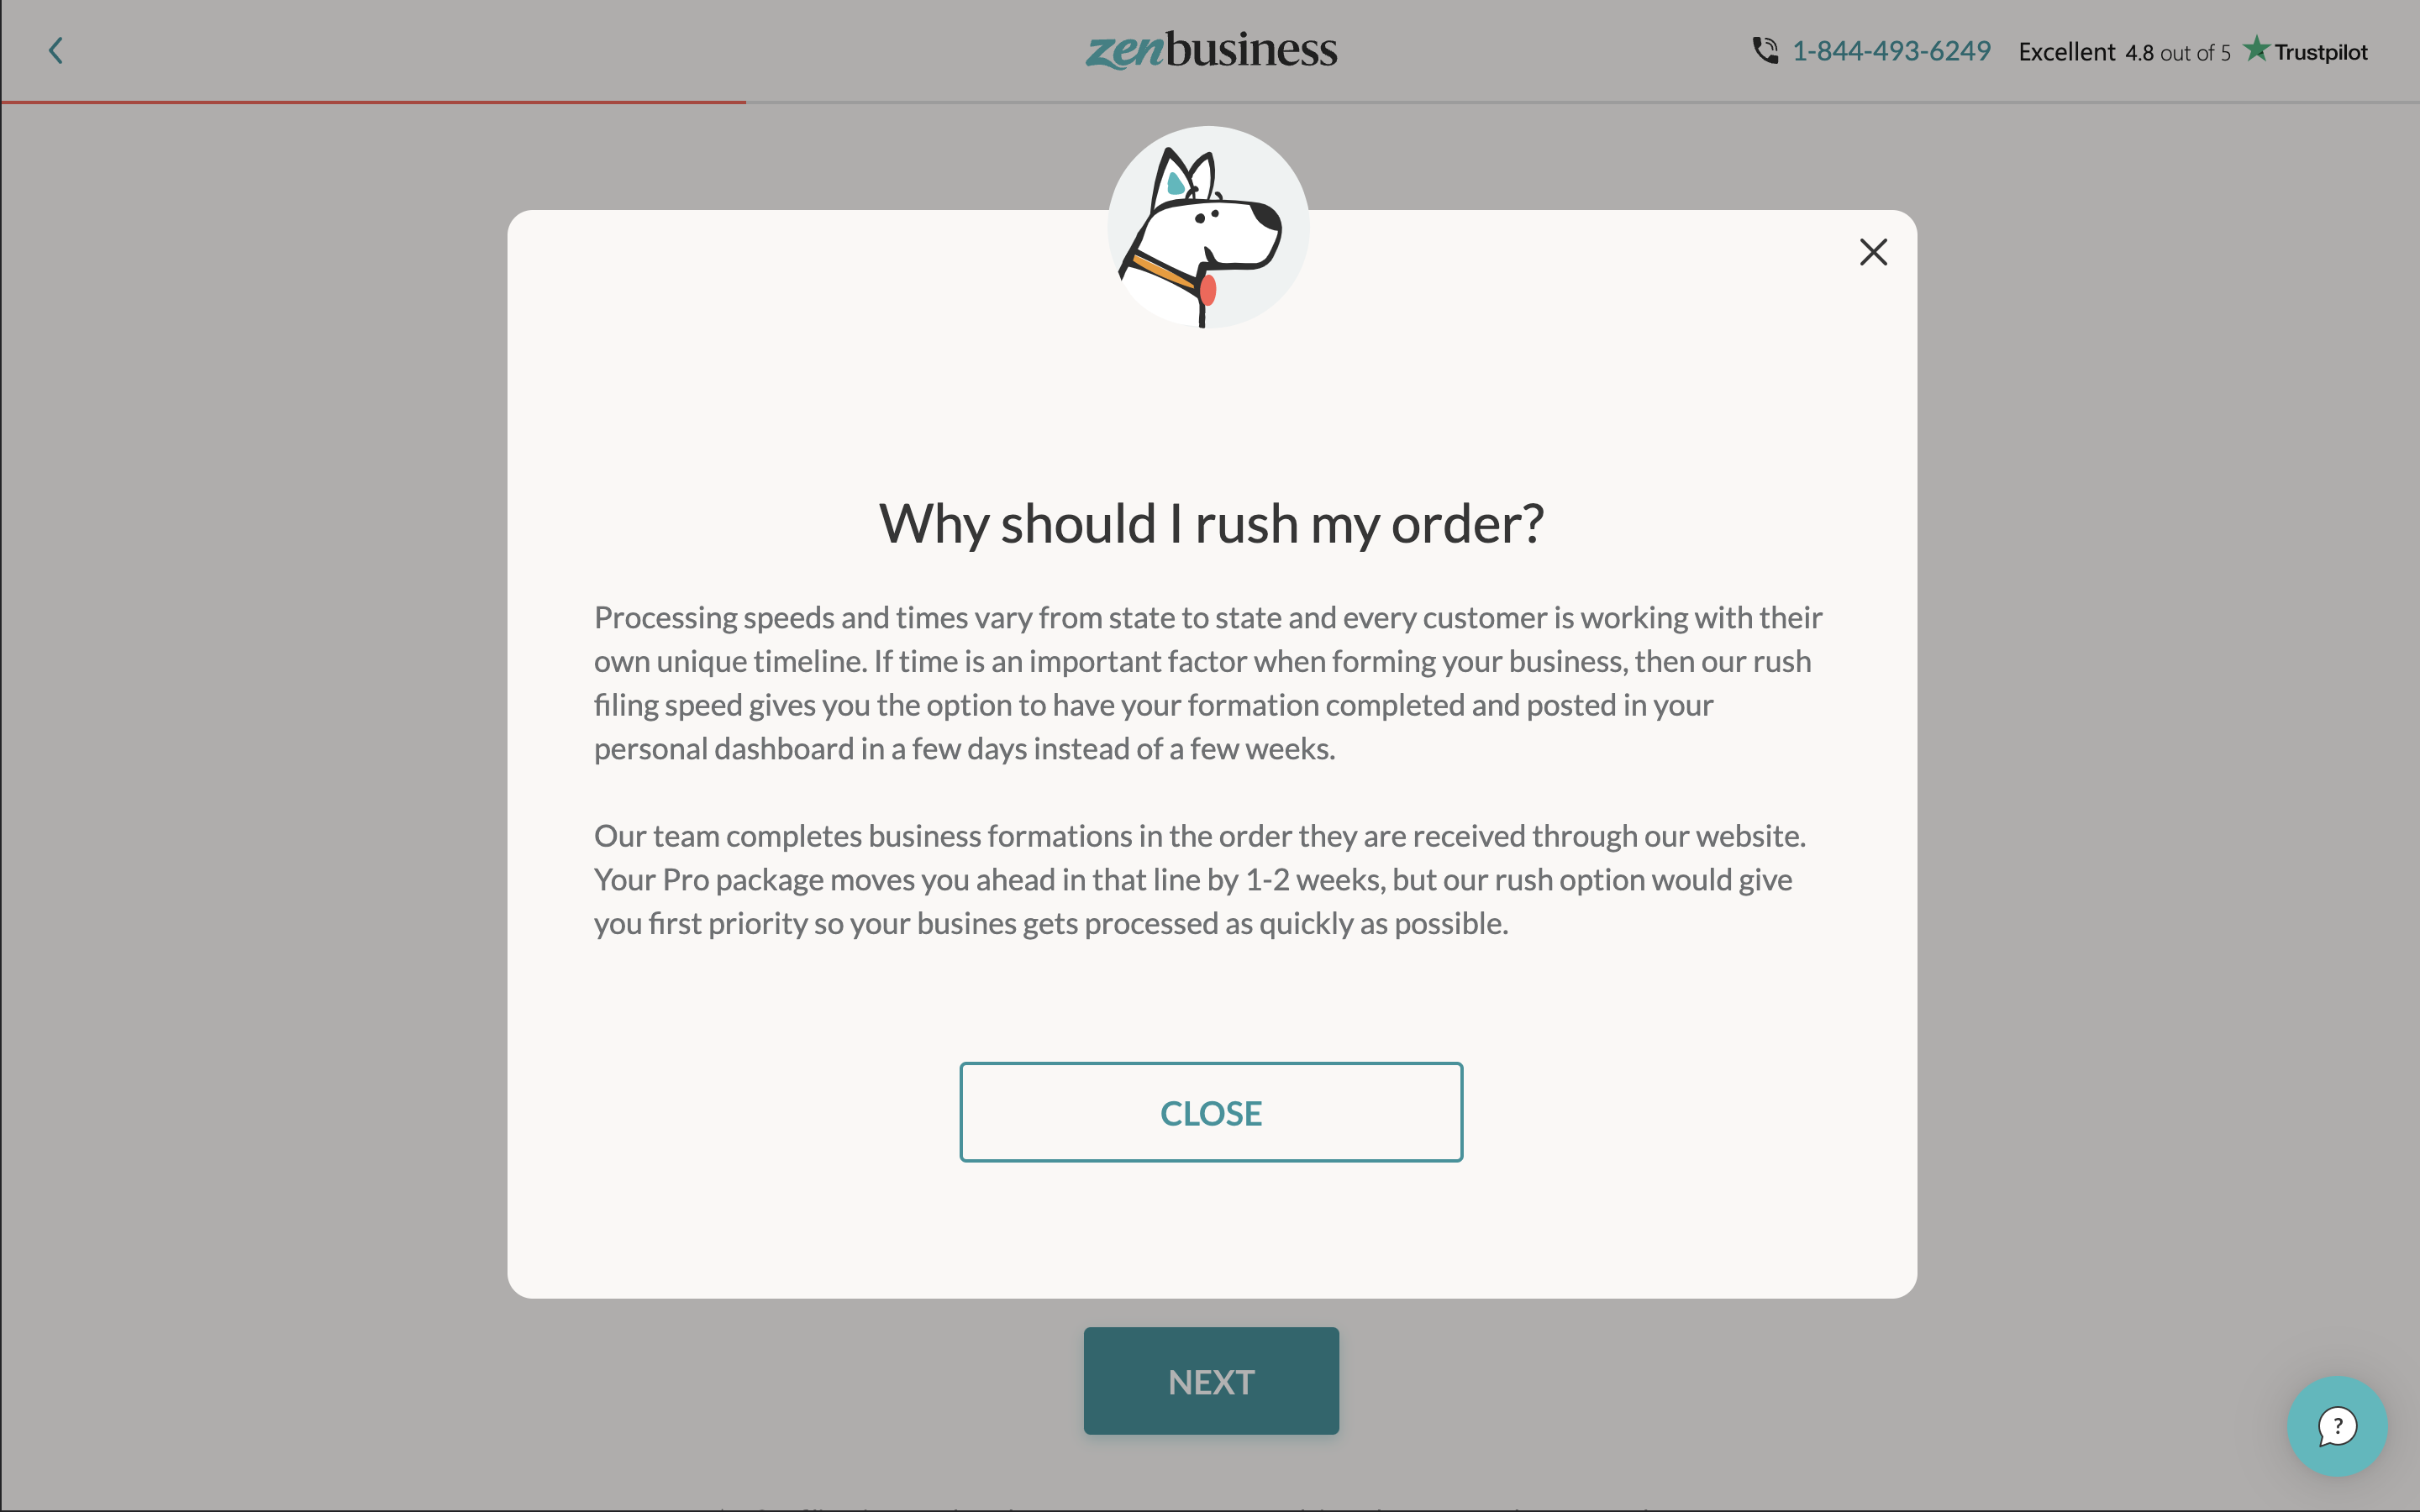 zenbusiness
1-844-493-6249
Excellent 4.8 out of 5 Trustpilot
Why should I rush my order?
Processing speeds and times vary from state to state and every customer is working with their
own unique timeline. If time is an important factor when forming your business, then our rush
filing speed gives you the option to have your formation completed and posted in your
personal dashboard in a few days instead of a few weeks.
Our team completes business formations in the order they are received through our website.
Your Pro package moves you ahead in that line by 1-2 weeks, but our rush option would give
you first priority so your busines gets processed as quickly as possible.
CLOSE
NEXT
?